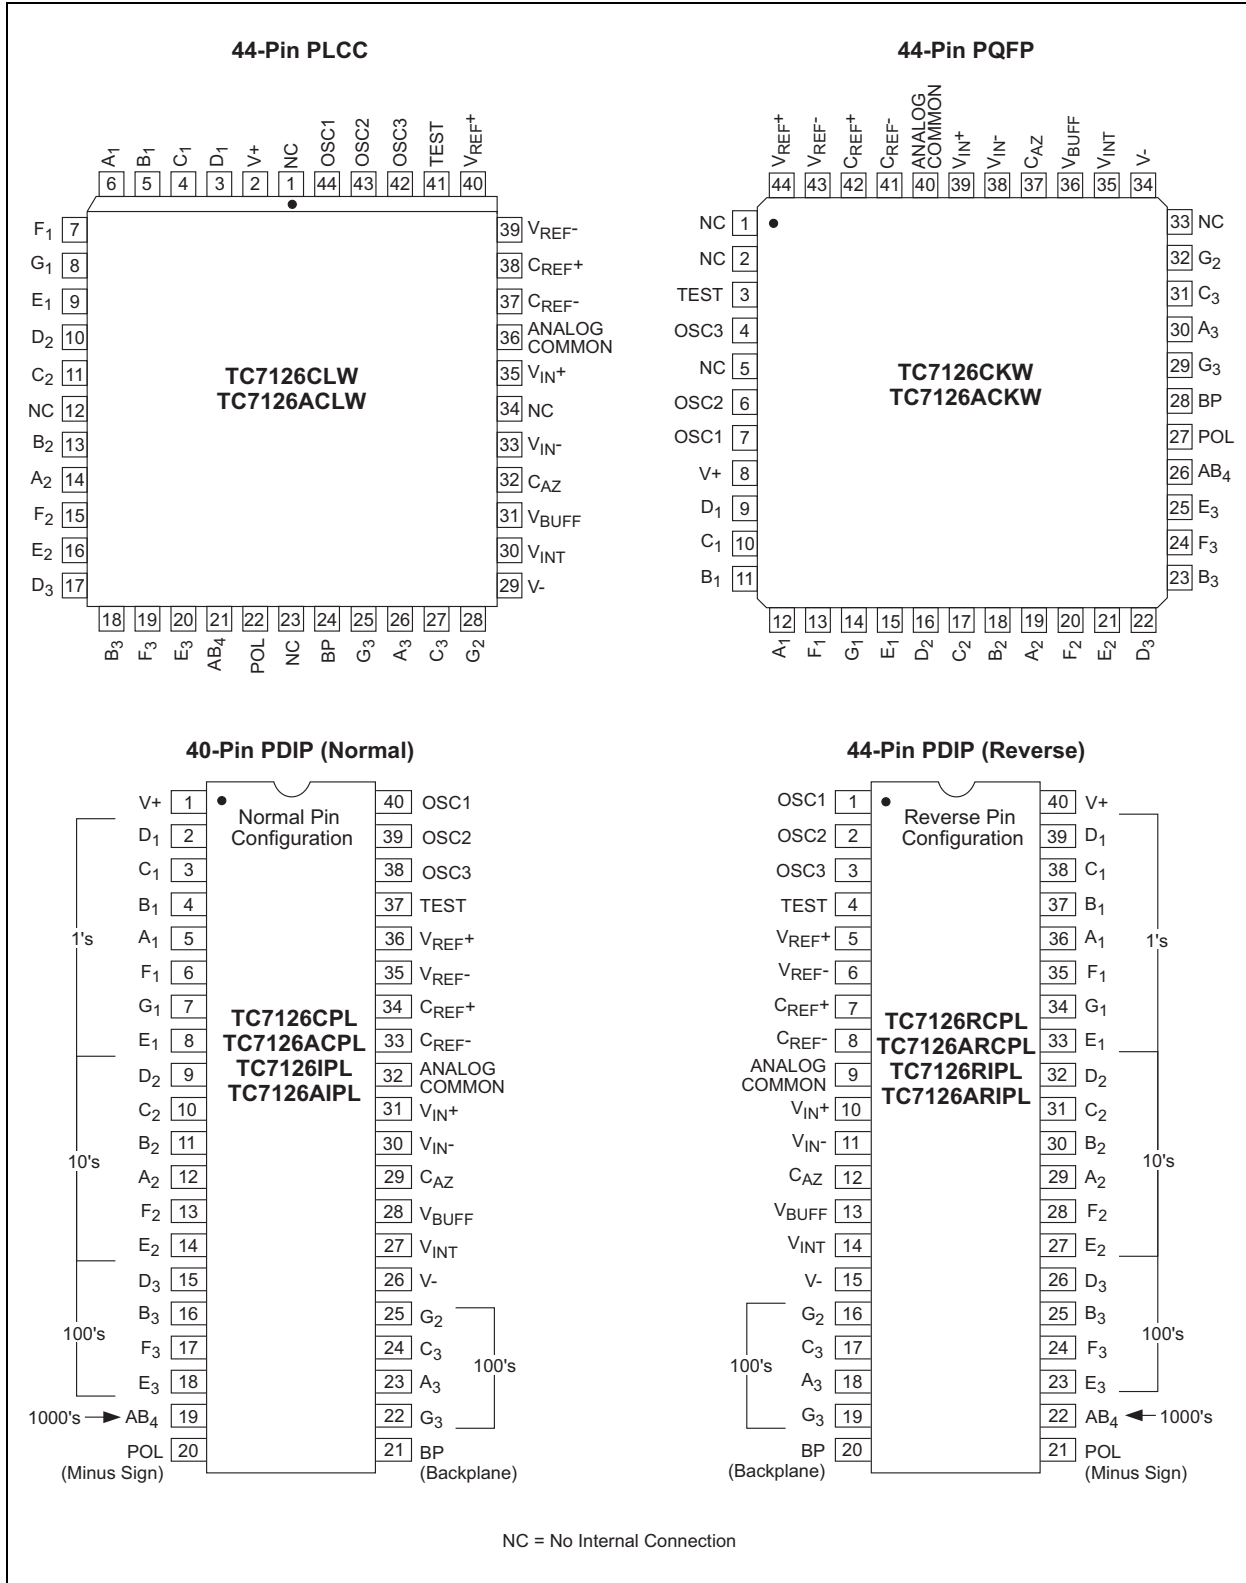 44-Pin PLCC
A1 B1 C1 D1 V+ NC OSC1 OSC2 OSC3 TEST VREF+
6 5 4 3 2 1 44 43 42 41 40
F1 7
G1 8
E1 9
D2 10
C2 11
NC 12
B2 13
A2 14
F2 15
E2 16
D3 17
TC7126CLW
TC7126ACLW
39 VREF-
38 CREF+
37 CREF-
36 ANALOG
COMMON
35 VIN+
34 NC
33 VIN-
32 CAZ
31 VBUFF
30 VINT
29 V-
18 19 20 21 22 23 24 25 26 27 28
B3 F3 E3 AB4 POL NC BP G3 A3 C3 G2
44-Pin PQFP
VREF+ VREF- CREF+ CREF- ANALOG
COMMON VIN+ VIN- CAZ VBUFF VINT V-
44 43 42 41 40 39 38 37 36 35 34
NC 1
NC 2
TEST 3
OSC3 4
NC 5
OSC2 6
OSC1 7
V+ 8
D1 9
C1 10
B1 11
TC7126CKW
TC7126ACKW
33 NC
32 G2
31 C3
30 A3
29 G3
28 BP
27 POL
26 AB4
25 E3
24 F3
23 B3
12 13 14 15 16 17 18 19 20 21 22
A1 F1 G1 E1 D2 C2 B2 A2 F2 E2 D3
40-Pin PDIP (Normal)
Normal Pin
Configuration
V+ 1
D1 2
C1 3
B1 4
A1 5
1's
F1 6
G1 7
E1 8
D2 9
C2 10
B2 11
10's
A2 12
F2 13
E2 14
D3 15
B3 16
100's
F3 17
E3 18
1000's AB4 19
POL 20
(Minus Sign)
TC7126CPL
TC7126ACPL
TC7126IPL
TC7126AIPL
40 OSC1
39 OSC2
38 OSC3
37 TEST
36 VREF+
35 VREF-
34 CREF+
33 CREF-
32 ANALOG
COMMON
31 VIN+
30 VIN-
29 CAZ
28 VBUFF
27 VINT
26 V-
25 G2
24 C3
100's
23 A3
22 G3
21 BP
(Backplane)
44-Pin PDIP (Reverse)
Reverse Pin
Configuration
OSC1 1
OSC2 2
OSC3 3
TEST 4
VREF+ 5
VREF- 6
CREF+ 7
CREF- 8
ANALOG
COMMON 9
VIN+ 10
VIN- 11
CAZ 12
VBUFF 13
VINT 14
V- 15
G2 16
C3 17
100's
A3 18
G3 19
BP 20
(Backplane)
TC7126RCPL
TC7126ARCPL
TC7126RIPL
TC7126ARIPL
40 V+
39 D1
38 C1
37 B1
36 A1
1's
35 F1
34 G1
33 E1
32 D2
31 C2
30 B2
10's
29 A2
28 F2
27 E2
26 D3
25 B3
100's
24 F3
23 E3
22 AB4 1000's
21 POL
(Minus Sign)
NC = No Internal Connection